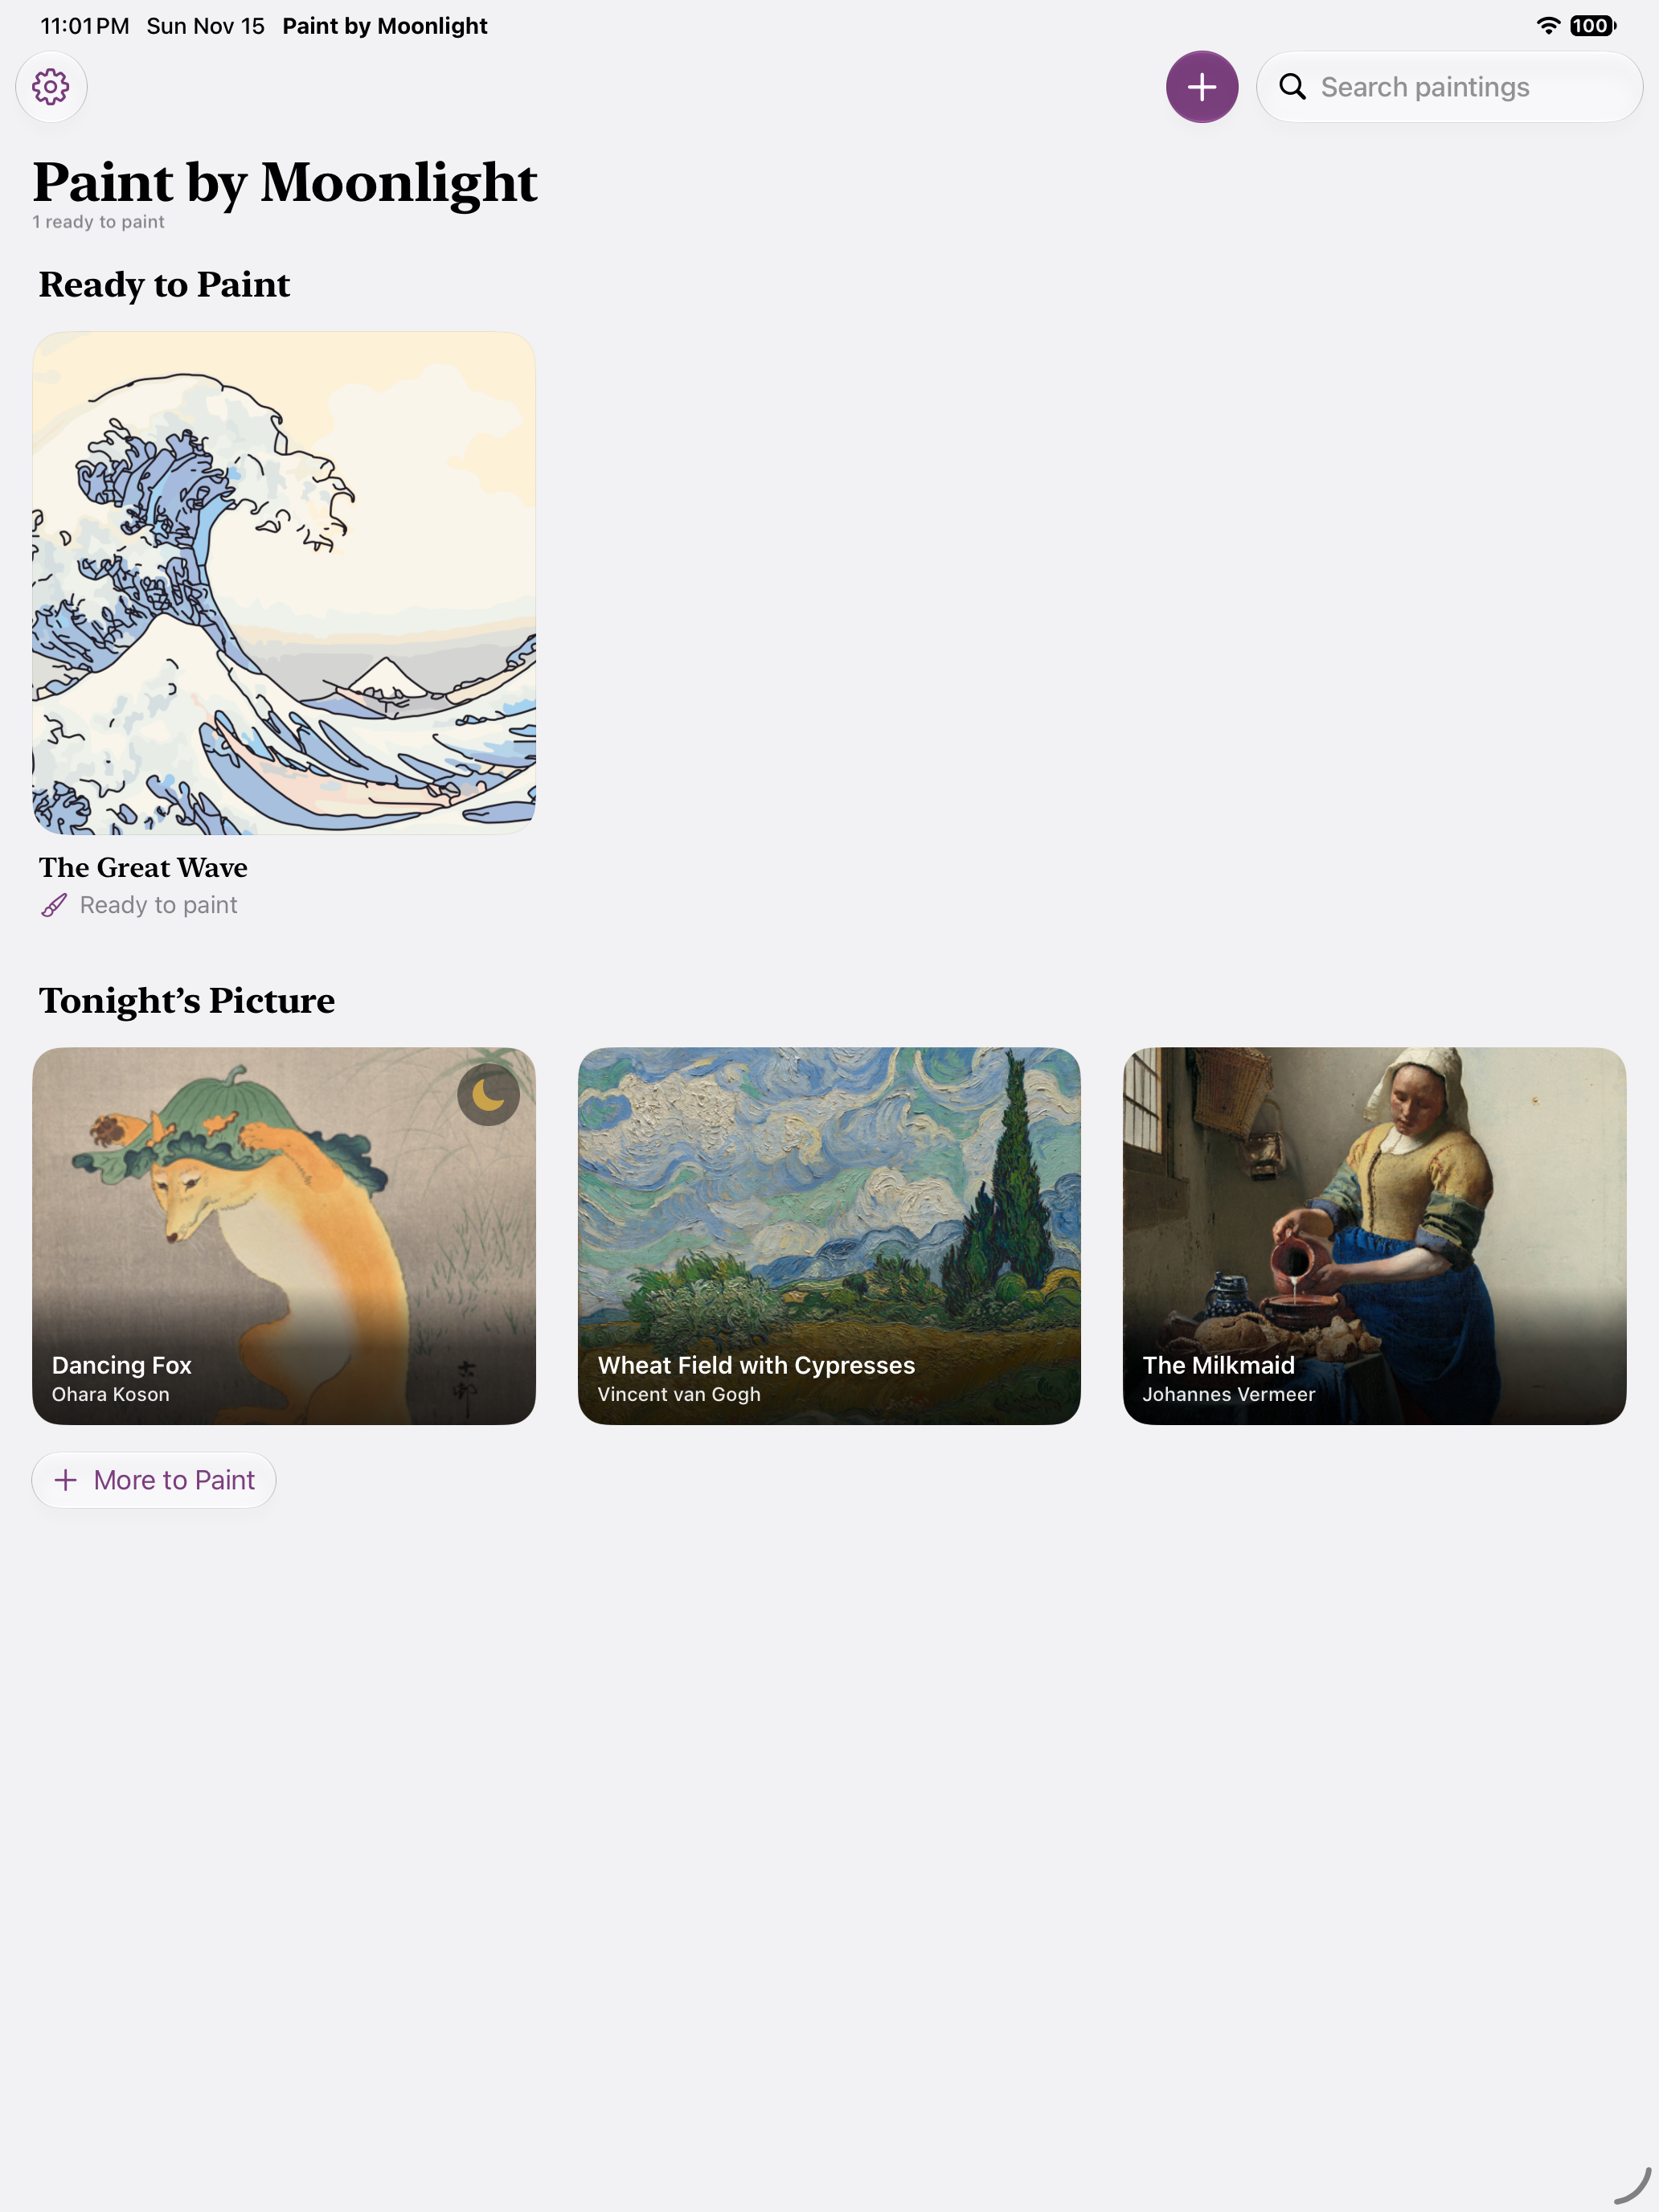 11:01 PM Sun Nov 15 Paint by Moonlight
100
Search paintings
Paint by Moonlight
1 ready to paint
Ready to Paint
The Great Wave
Ready to paint
Tonight’s Picture
Dancing Fox
Ohara Koson
Wheat Field with Cypresses
Vincent van Gogh
The Milkmaid
Johannes Vermeer
More to Paint